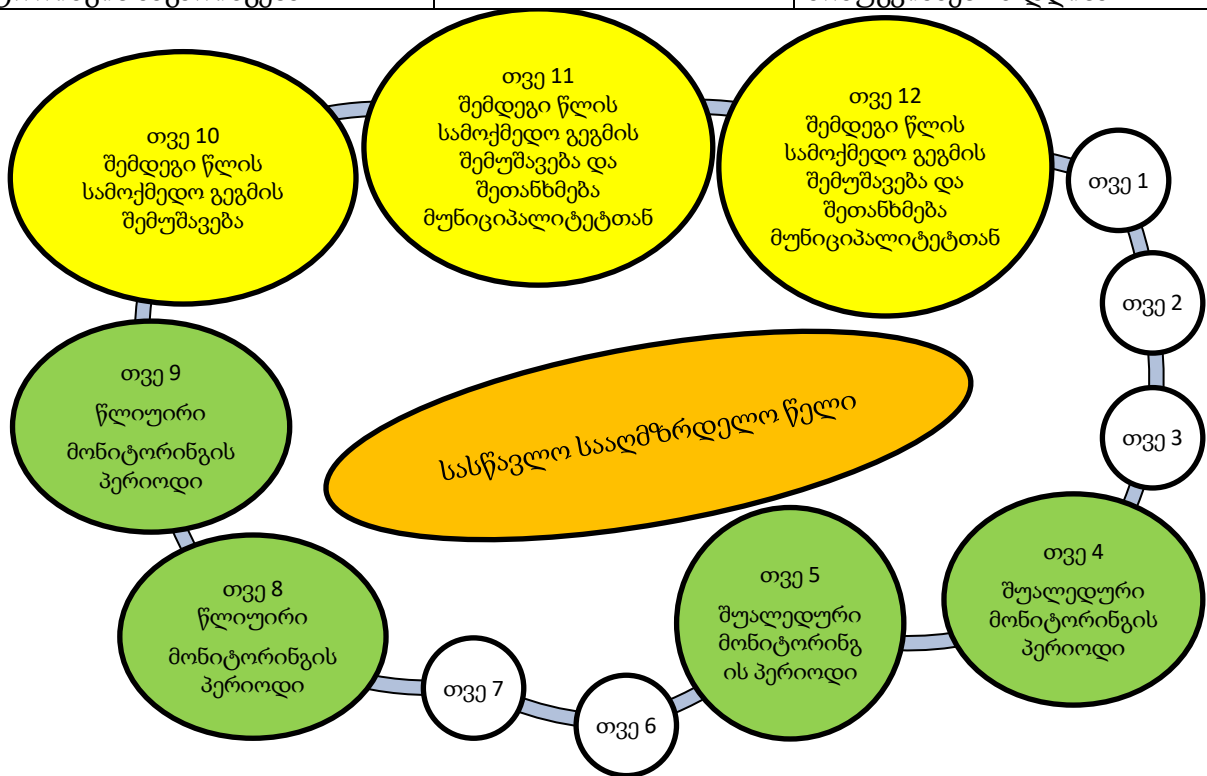 თვე 10
შემდეგი წლის
სამოქმედო გეგმის
შემუშავება
თვე 11
შემდეგი წლის
სამოქმედო გეგმის
შემუშავება და
შეთანხმება
მუნიციპალიტეტთან
თვე 12
შემდეგი წლის
სამოქმედო გეგმის
შემუშავება და
შეთანხმება
მუნიციპალიტეტთან
თვე 1
თვე 2
თვე 3
თვე 4
შუალედური
მონიტორინგის
პერიოდი
თვე 5
შუალედური
მონიტორინგ
ის პერიოდი
თვე 6
თვე 7
თვე 8
წლიუირი
მონიტორინგის
პერიოდი
თვე 9
წლიუირი
მონიტორინგის
პერიოდი
სასწავლო სააღმზრდელო წელი